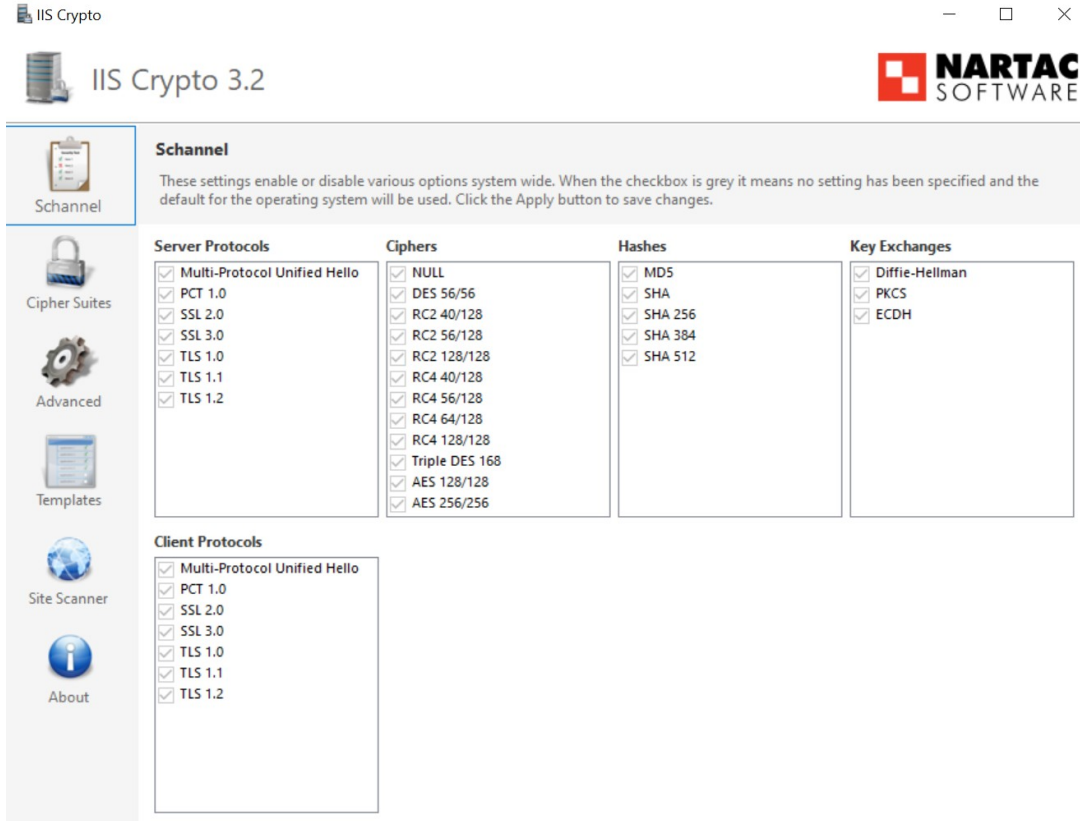 IIS Crypto
IIS Crypto 3.2
NARTAC
SOFTWARE
Schannel
Cipher Suites
Advanced
Templates
Site Scanner
About
Schannel
These settings enable or disable various options system wide. When the checkbox is grey it means no setting has been specified and the
default for the operating system will be used. Click the Apply button to save changes.
Server Protocols
Multi-Protocol Unified Hello
PCT 1.0
SSL 2.0
SSL 3.0
TLS 1.0
TLS 1.1
TLS 1.2
Ciphers
NULL
DES 56/56
RC2 40/128
RC2 56/128
RC2 128/128
RC4 40/128
RC4 56/128
RC4 64/128
RC4 128/128
Triple DES 168
AES 128/128
AES 256/256
Hashes
MD5
SHA
SHA 256
SHA 384
SHA 512
Key Exchanges
Diffie-Hellman
PKCS
ECDH
Client Protocols
Multi-Protocol Unified Hello
PCT 1.0
SSL 2.0
SSL 3.0
TLS 1.0
TLS 1.1
TLS 1.2